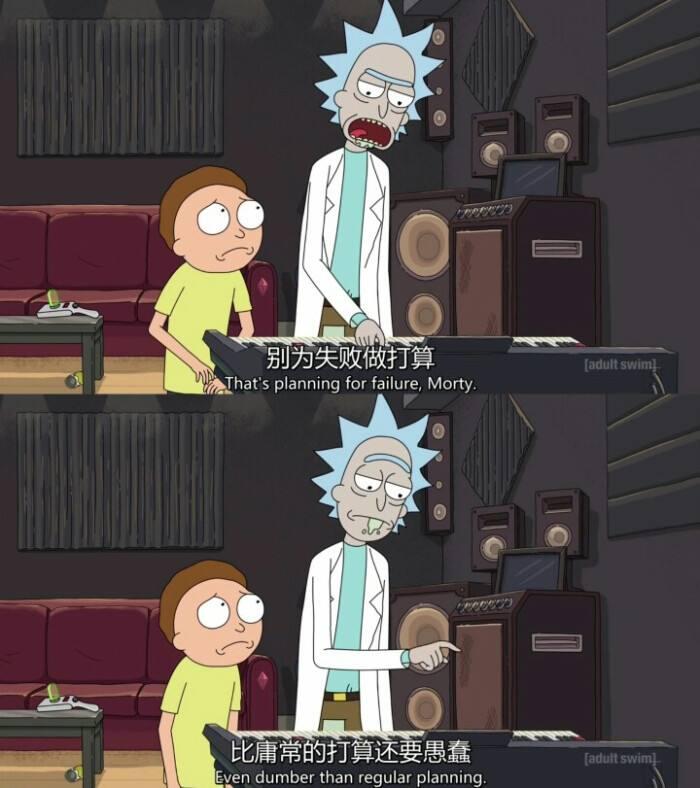 别为失败做打算
[adult swim]
That's planning for failure, Morty.
比庸常的打算还要愚蠢
[adult swim]
Even dumber than regular planning.